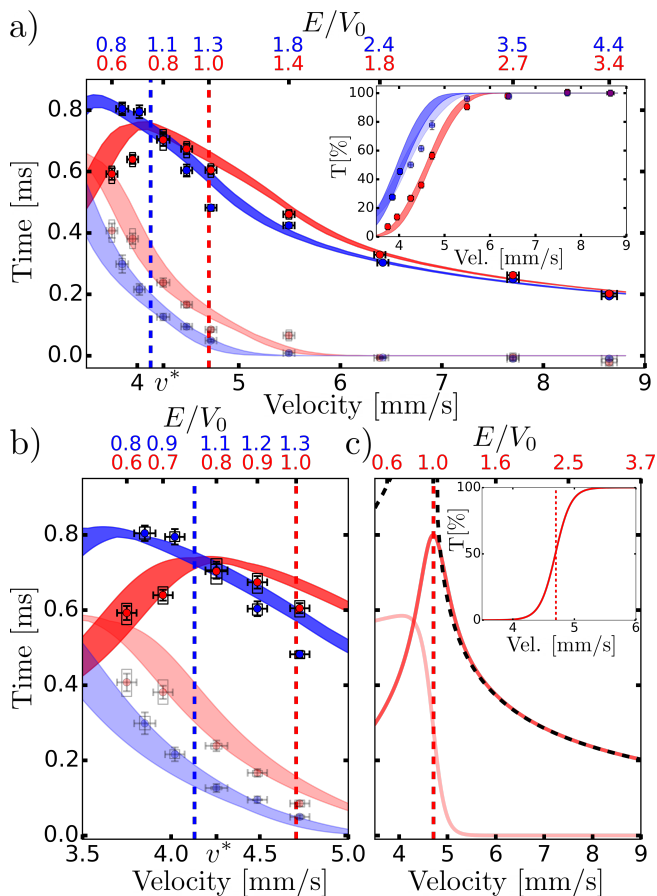 a)
E/V0
0.8 1.1 1.3 1.8 2.4 3.5 4.4
0.6 0.8 1.0 1.4 1.8 2.7 3.4
0.8
0.6
0.4
0.2
0.0
Time [ms]
100
80
60
40
20
0
T[%]
4 5 6 7 8 9
Vel. [mm/s]
4 v* 5 6 7 8
Velocity [mm/s]
b)
E/V0
0.8 0.9 1.1 1.2 1.3
0.6 0.7 0.8 0.9 1.0
0.8
0.6
0.4
0.2
0.0
Time [ms]
3.5 4.0 v* 4.5 5.0
Velocity [mm/s]
c)
E/V0
0.6 1.0 1.6 2.5 3.7
100
50
0
T[%]
4 5 6
Vel. [mm/s]
4 5 6 7 8 9
Velocity [mm/s]